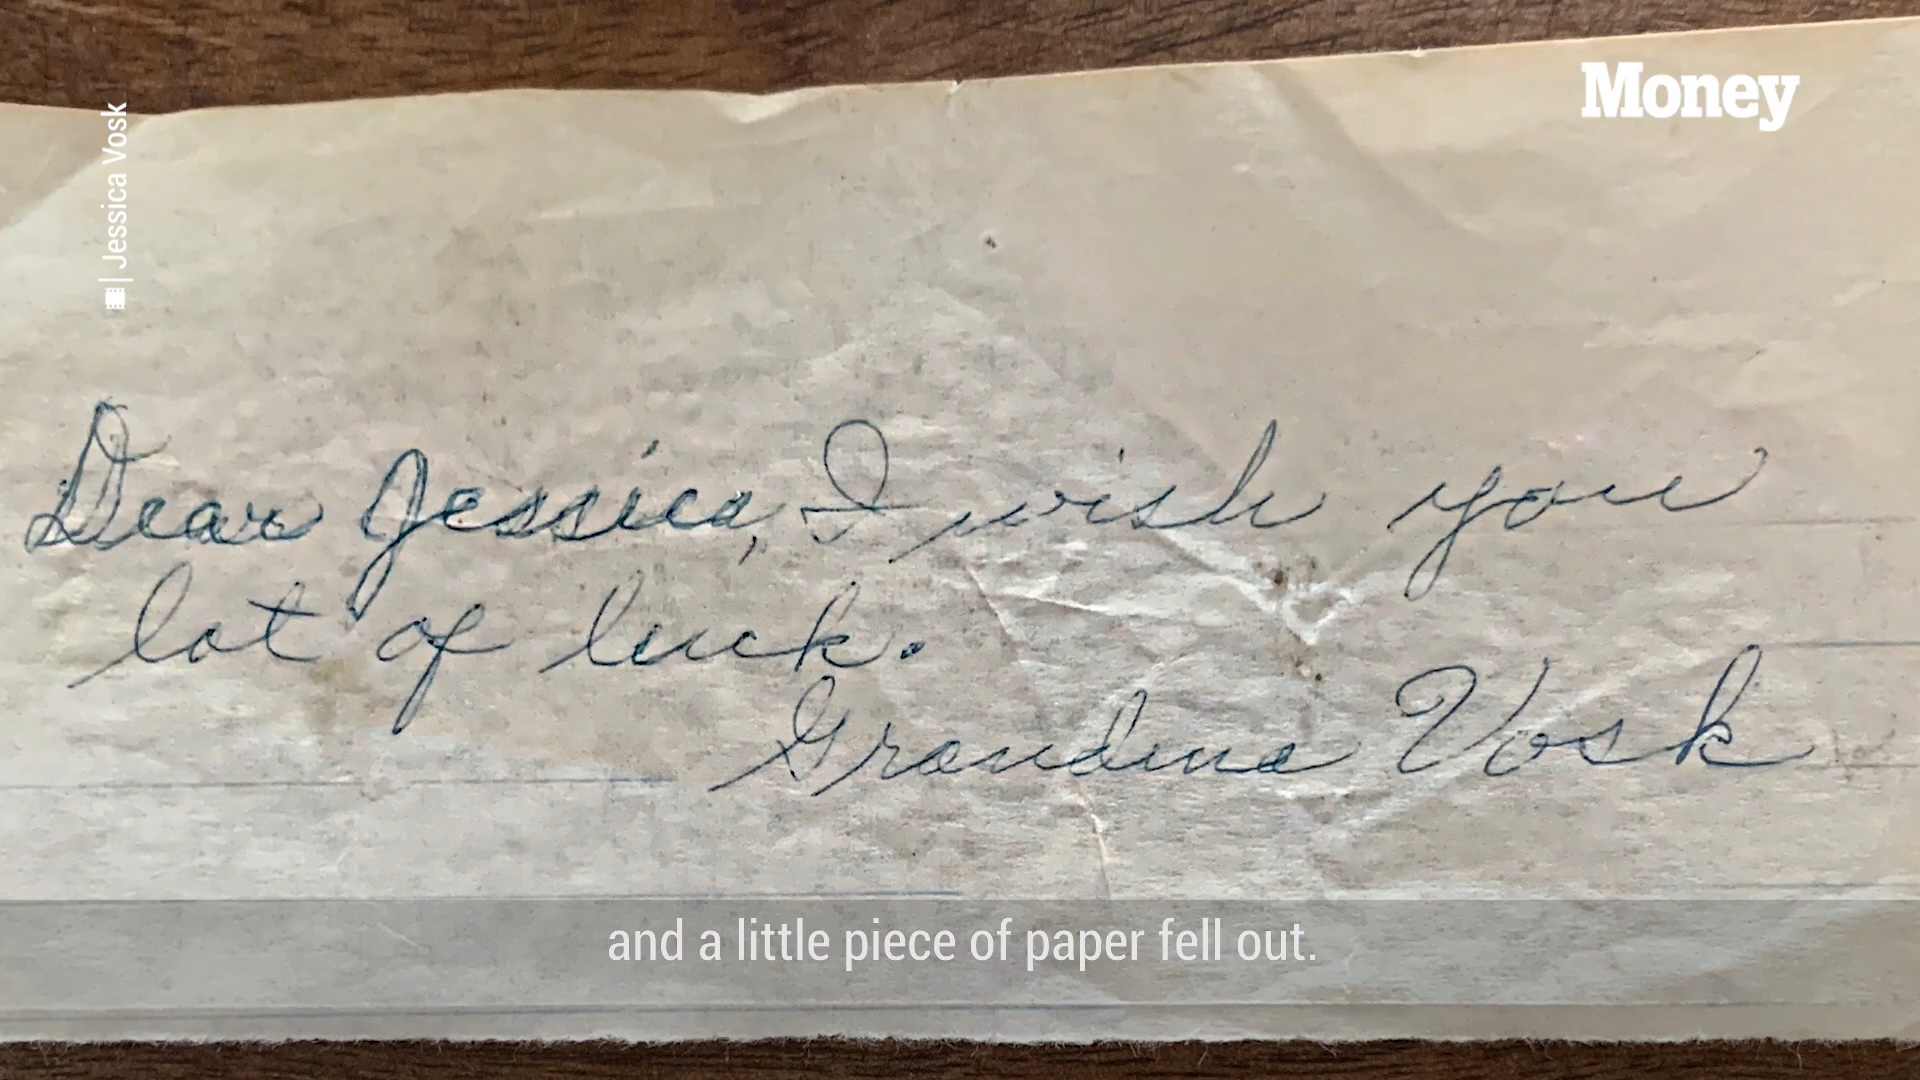 Money
Jessica Vosk
Dear Jessica, I wish you
lot of luck.
Grandma Vosk
and a little piece of paper fell out.